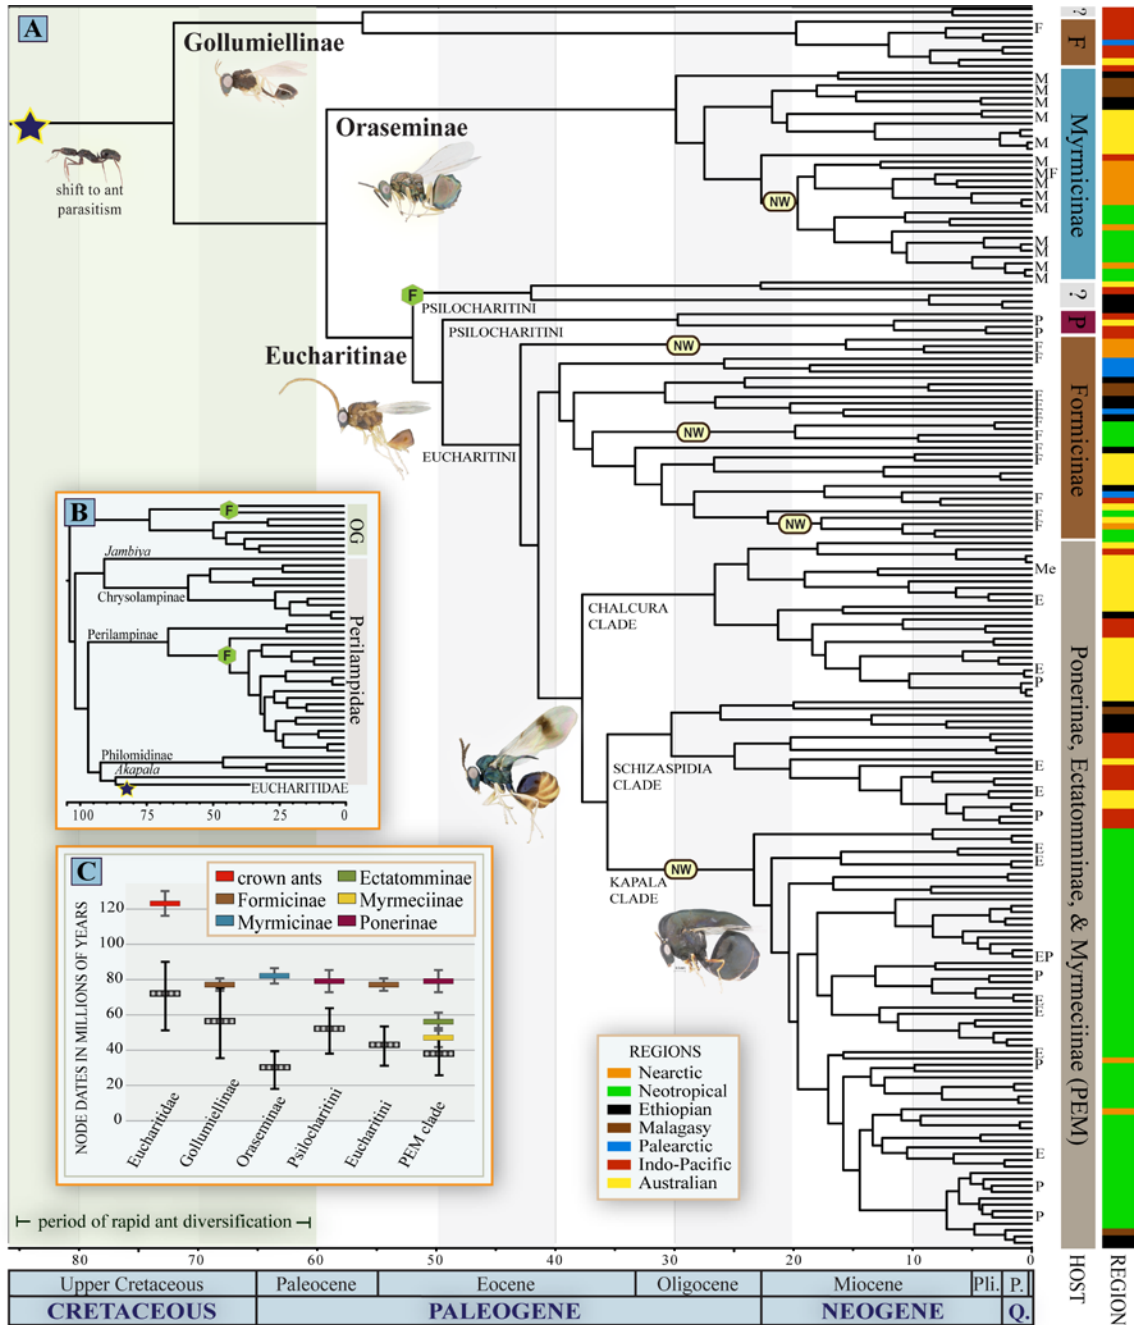 A
Gollumiellinae
shift to ant
parasitism
Oraseminae
NW
F
PSILOCHARITINI
PSILOCHARITINI
Eucharitinae
NW
EUCHARITINI
NW
NW
CHALCURA
CLADE
SCHIZASPIDIA
CLADE
NW
KAPALA
CLADE
F
M
M
M
M
M
M
MF
M
M
M
M
M
M
M
P
P
F
F
F
F
F
F
F
F
Me
E
E
P
E
E
P
E
E
EP
P
E
E
E
P
E
P
P
?
F
Myrmicinae
?
P
Formicinae
Ponerinae, Ectatomminae, & Myrmeciinae (PEM)
HOST
REGION
B
F
OG
Jambiya
Chrysolampinae
Perilampinae
F
Perilampidae
Philomidinae
Akapala
EUCHARITIDAE
100 75 50 25 0
C
crown ants
Formicinae
Myrmicinae
Ectatomminae
Myrmeciinae
Ponerinae
NODE DATES IN MILLIONS OF YEARS
120
100
80
60
40
20
0
Eucharitidae
Gollumiellinae
Oraseminae
Psilocharitini
Eucharitini
PEM clade
REGIONS
Nearctic
Neotropical
Ethiopian
Malagasy
Palearctic
Indo-Pacific
Australian
period of rapid ant diversification
80 70 60 50 40 30 20 10 0
Upper Cretaceous Paleocene Eocene Oligocene Miocene Pli. P.
CRETACEOUS PALEOGENE NEOGENE Q.